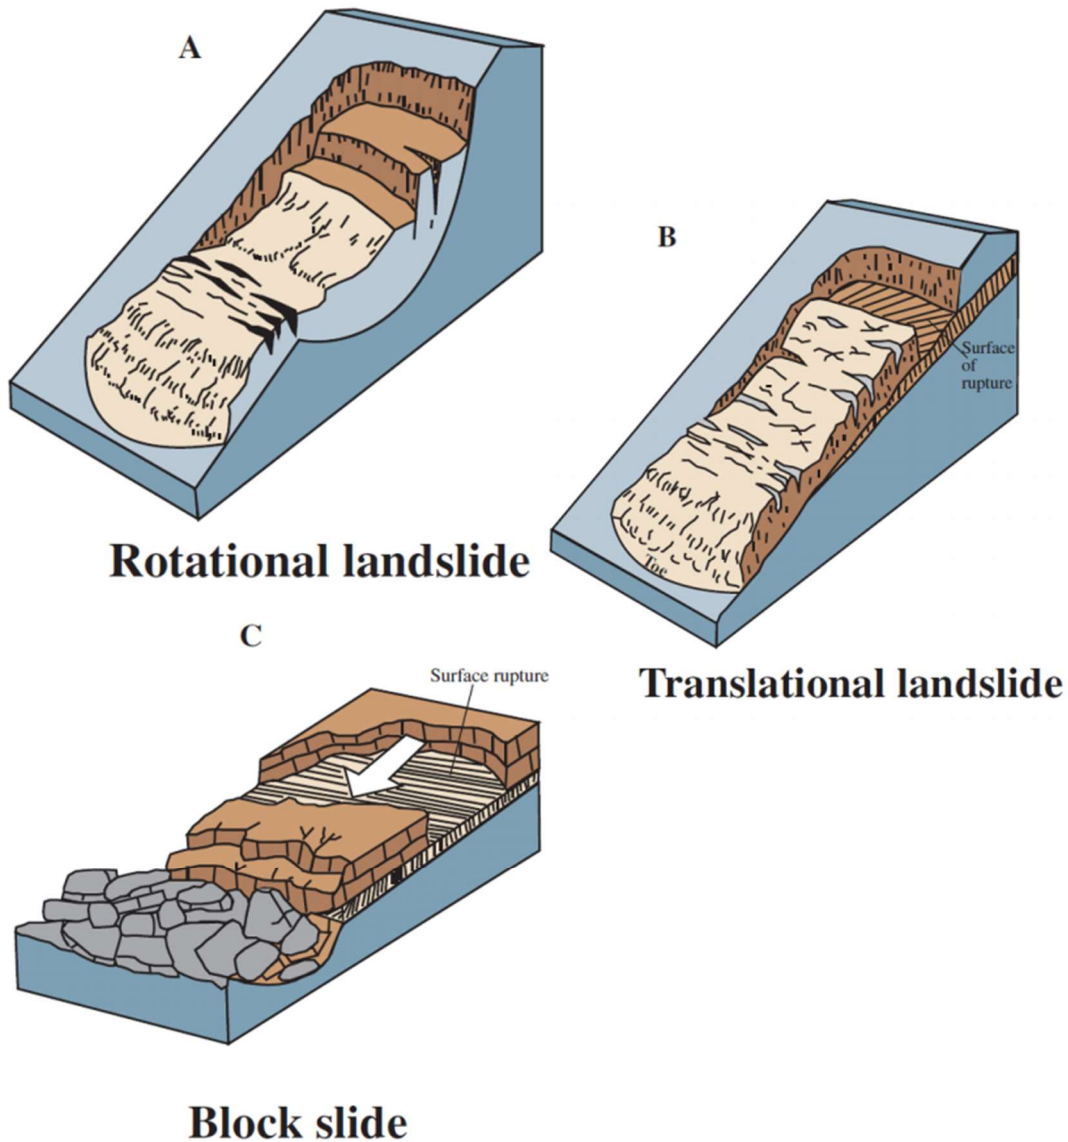 A
B
Surface
of
rupture
Toe
Rotational landslide
Translational landslide
C
Surface rupture
Block slide